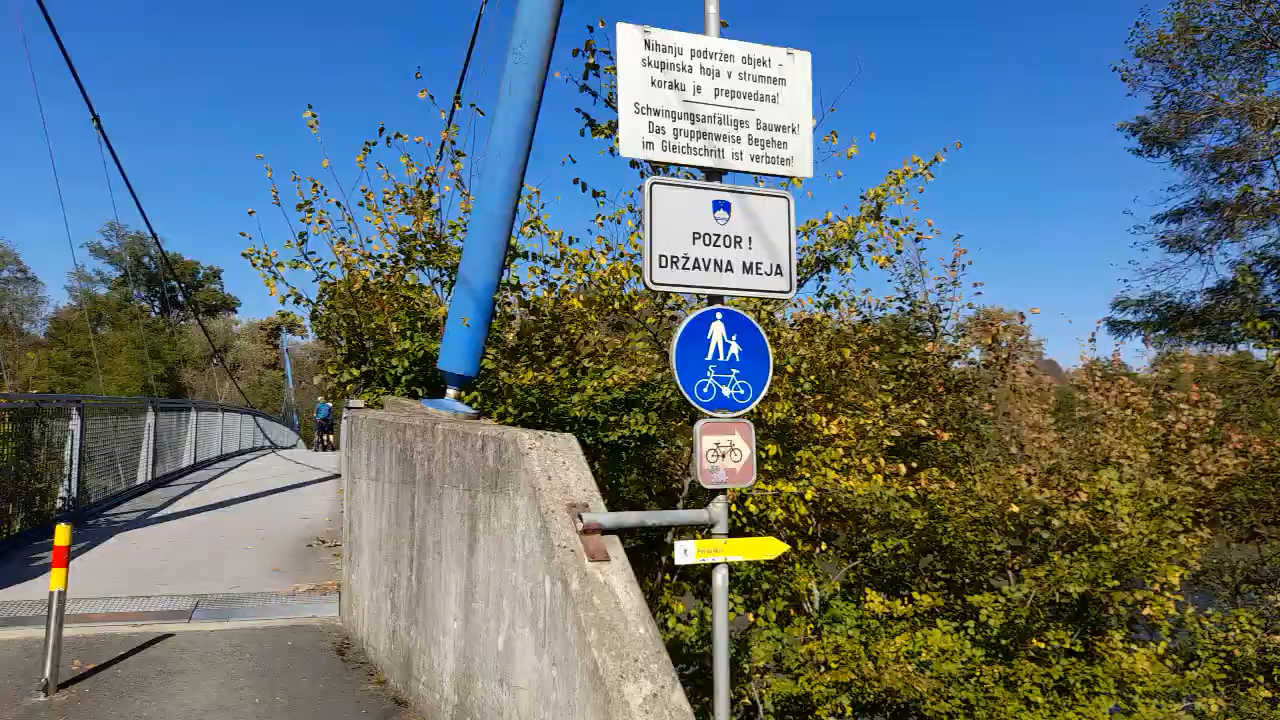 Nihanju podvržen objekt -
skupinska hoja v strumnem
koraku je prepovedana!
Schwingungsanfälliges Bauwerk!
Das gruppenweise Begehen
im Gleichschritt ist verboten!
POZOR!
DRŽAVNA MEJA